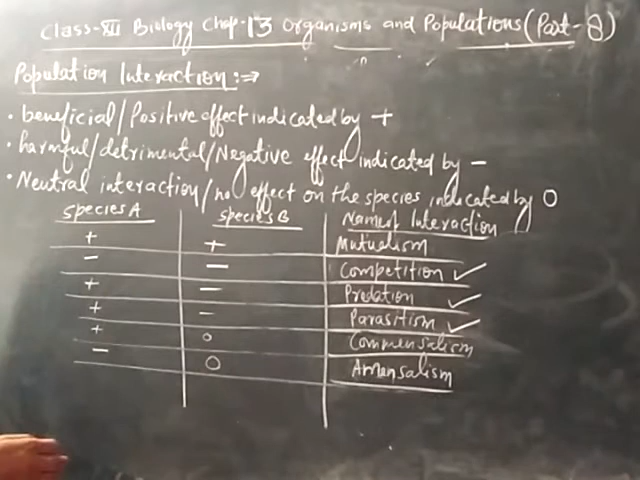 Class-XII Biology Chap-13 Organisms and Populations (Part-8)
Population Interaction:⇒
• beneficial/Positive effect indicated by +
• harmful/detrimental/Negative effect indicated by −
• Neutral interaction/no effect on the species indicated by 0
Species A Species B Name of Interaction
+ + Mutualism
− − Competition ✓
+ − Predation ✓
+ − Parasitism ✓
+ 0 Commensalism
− 0 Amensalism